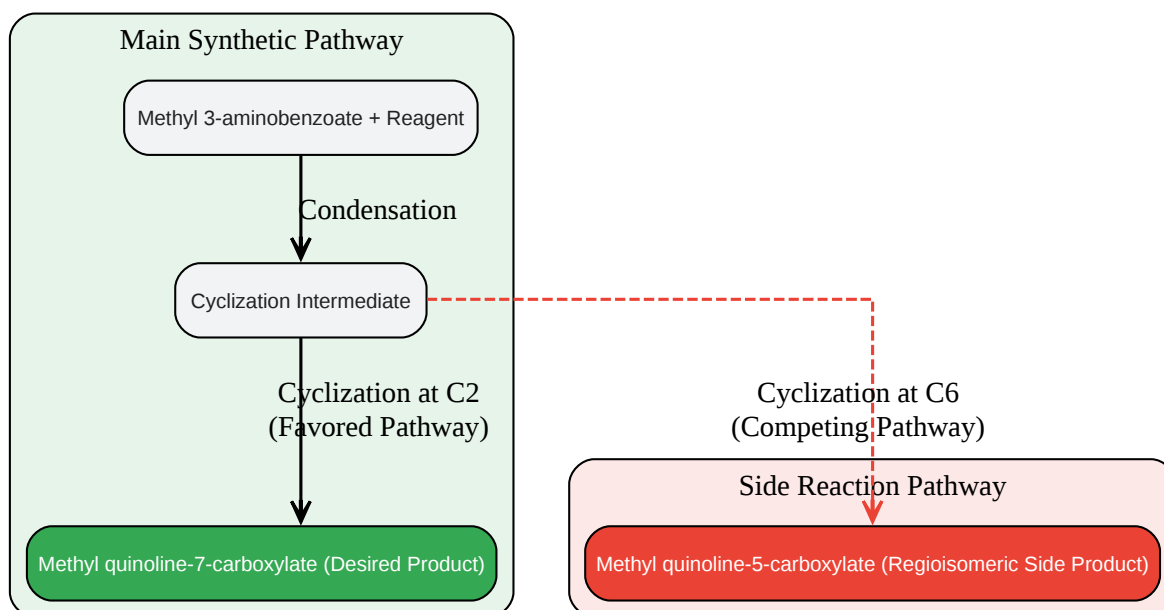 Main Synthetic Pathway
Methyl 3-aminobenzoate + Reagent
Condensation
Cyclization Intermediate
Cyclization at C2
(Favored Pathway)
Cyclization at C6
(Competing Pathway)
Side Reaction Pathway
Methyl quinoline-7-carboxylate (Desired Product)
Methyl quinoline-5-carboxylate (Regioisomeric Side Product)